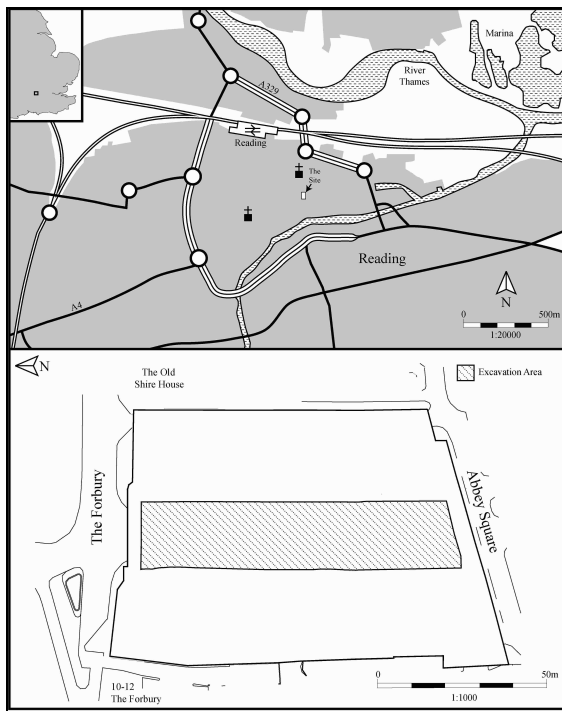 Marina
River
Thames
A329
Reading
The
Site
Reading
A4
N
0 500m
1:20000
N
The Old
Shire House
Excavation Area
The Forbury
Abbey Square
10-12
The Forbury
0 50m
1:1000